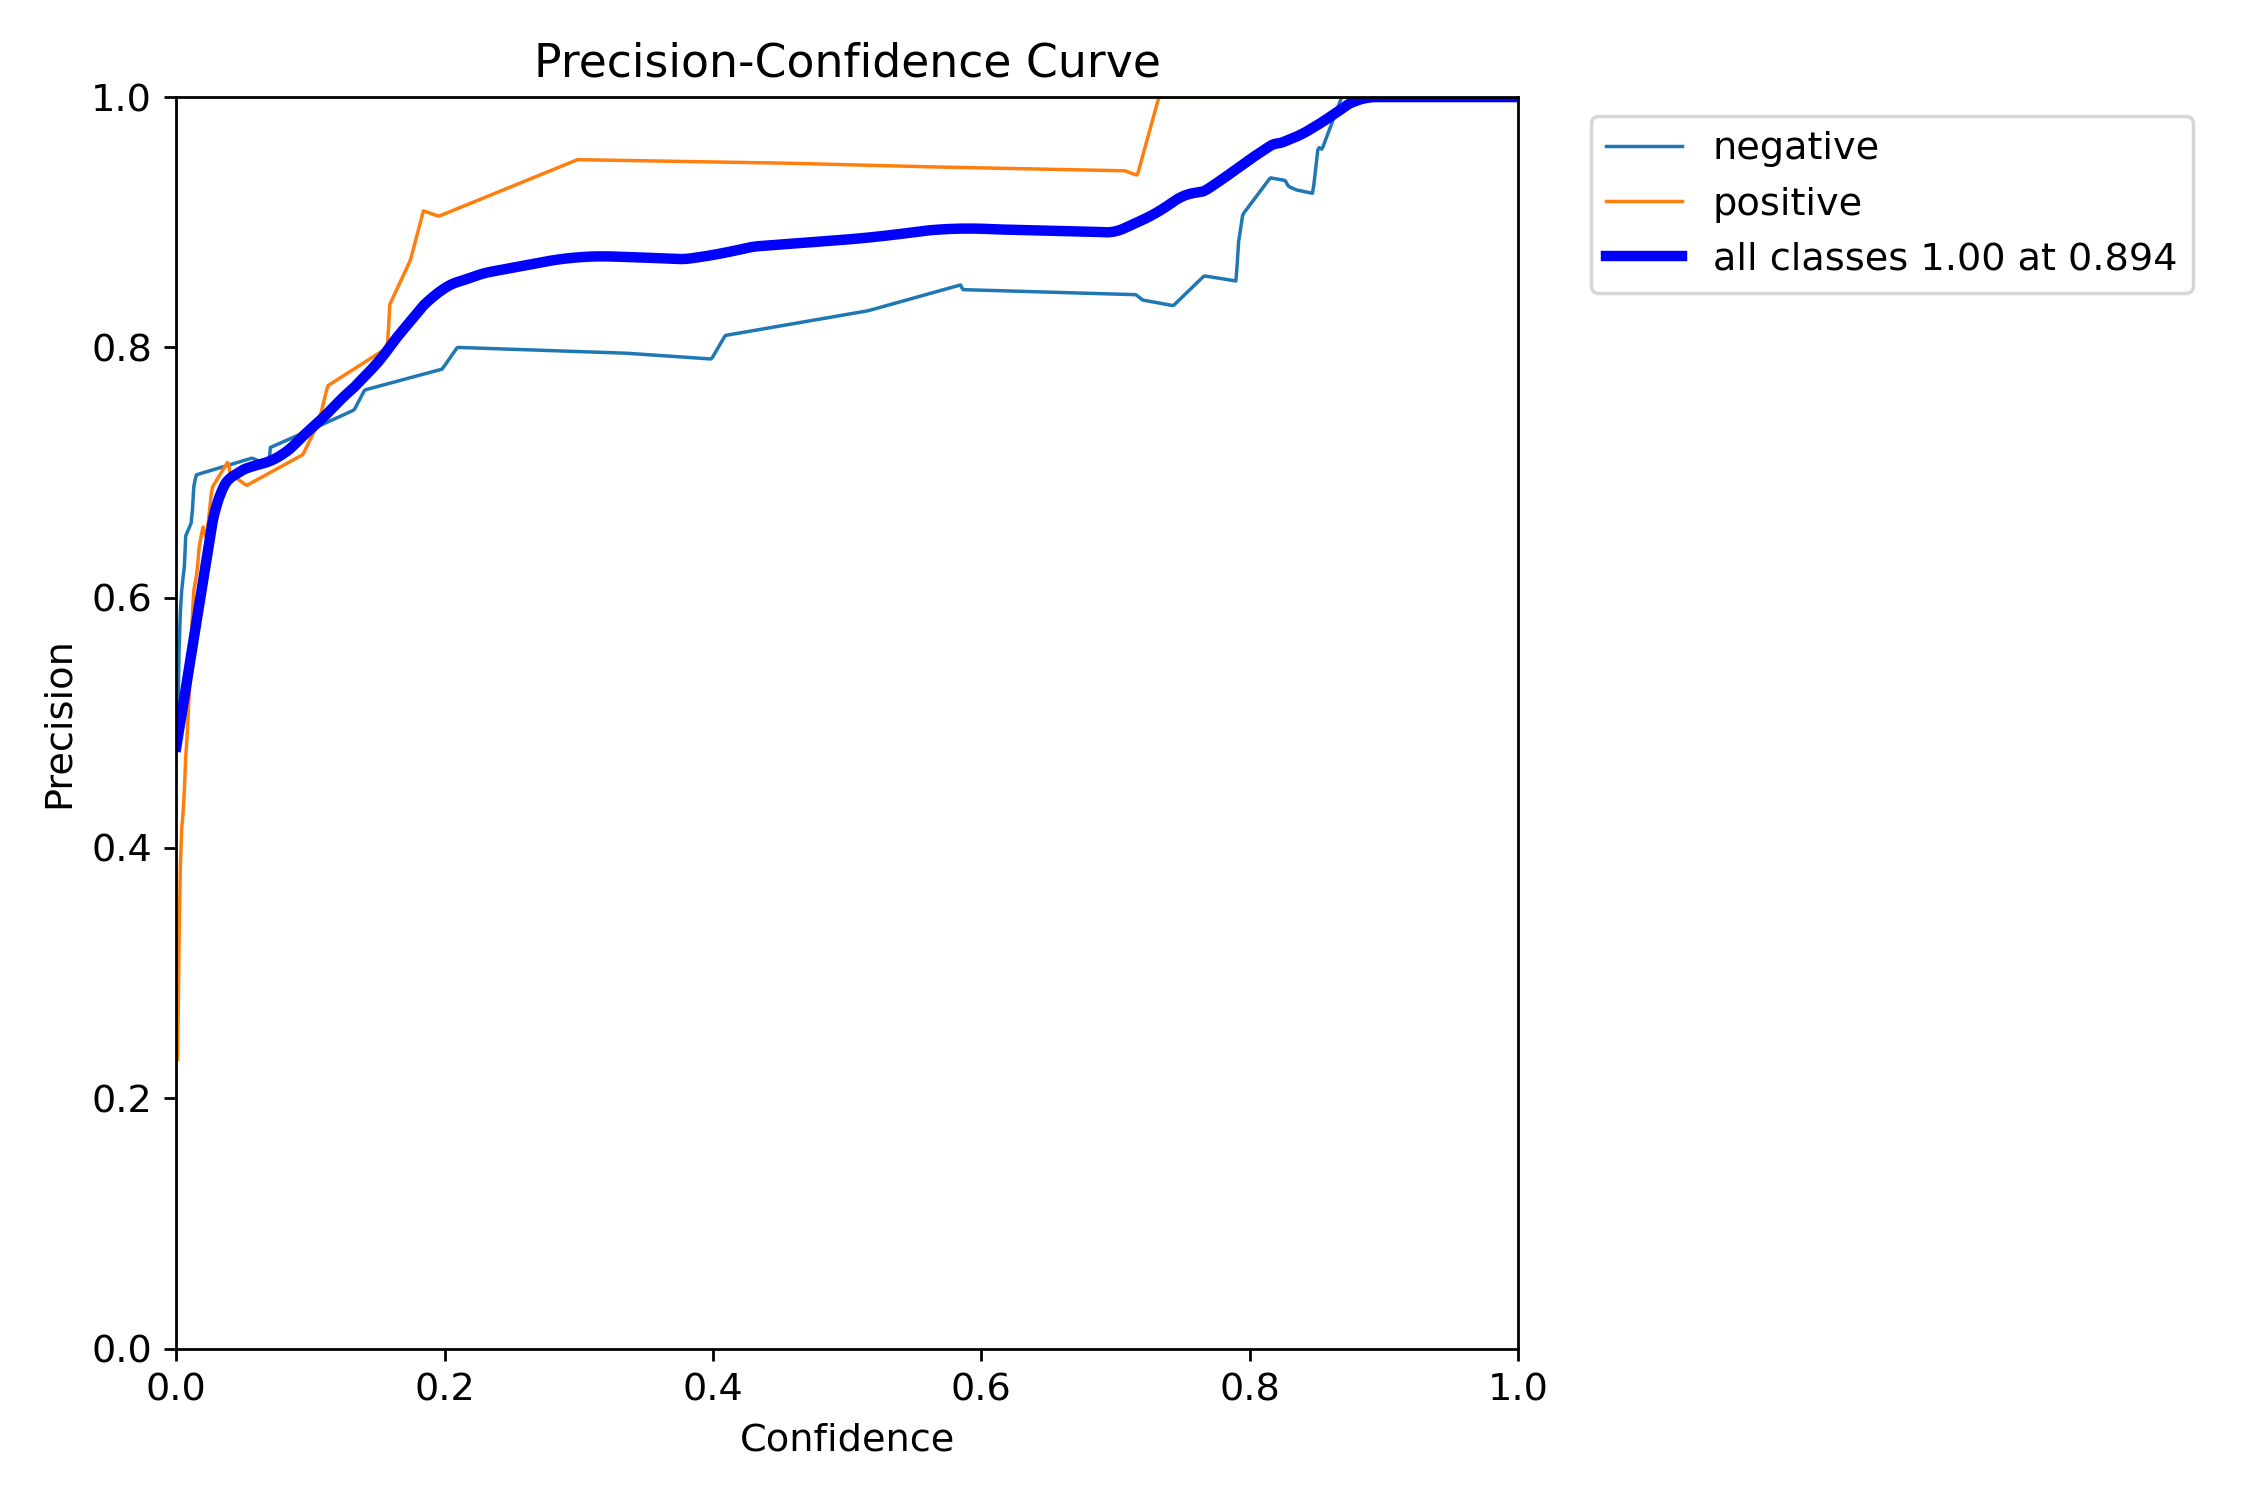 Precision-Confidence Curve
1.0
0.8
0.6
0.4
0.2
0.0
Precision
0.0 0.2 0.4 0.6 0.8 1.0
Confidence
negative
positive
all classes 1.00 at 0.894